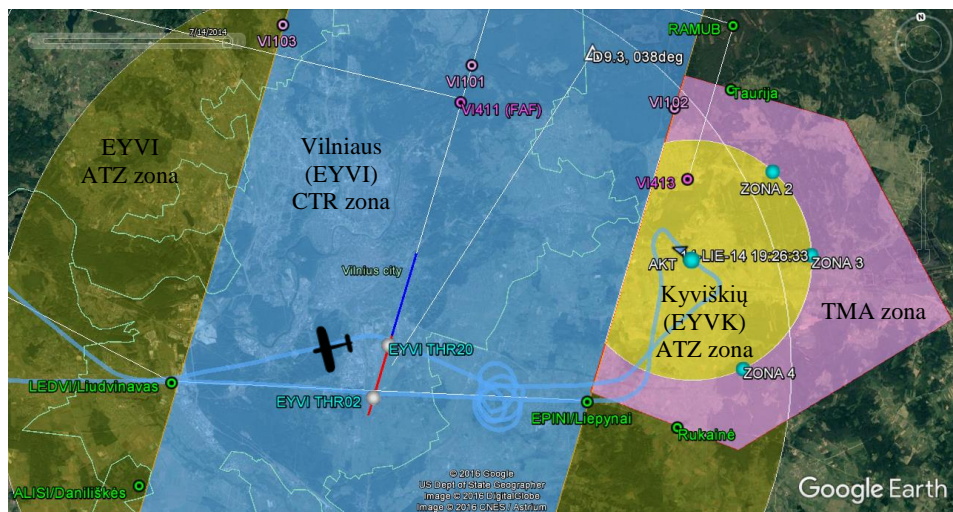 7/14/2014
N
VI103
RAMUB
D9.3, 038deg
VI101
VI411 (FAF)
VI102
Taurija
EYVI
ATZ zona
Vilniaus
(EYVI)
CTR zona
VI413
ZONA 2
14-LIE-14 19:26:33
ZONA 3
AKT
Vilnius city
Kyviškių
(EYVK)
ATZ zona
TMA zona
EYVI THR20
ZONA 4
LEDVI/Liudvinavas
EYVI THR02
EPINI/Liepynai
Rukainė
ALISI/Daniliškės
© 2016 Google
US Dept of State Geographer
Image © 2016 DigitalGlobe
Image © 2016 CNES / Astrium
Google Earth